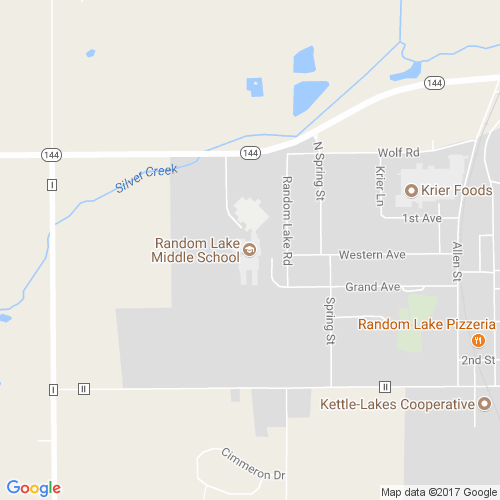 144
144
144
Wolf Rd
N Spring St
Silver Creek
I
Random Lake Rd
Krier Ln
Krier Foods
1st Ave
Random Lake
Middle School
Western Ave
Allen St
Grand Ave
Spring St
Random Lake Pizzeria
2nd St
I
II
II
Kettle-Lakes Cooperative
Cimmeron Dr
Google
Map data ©2017 Google